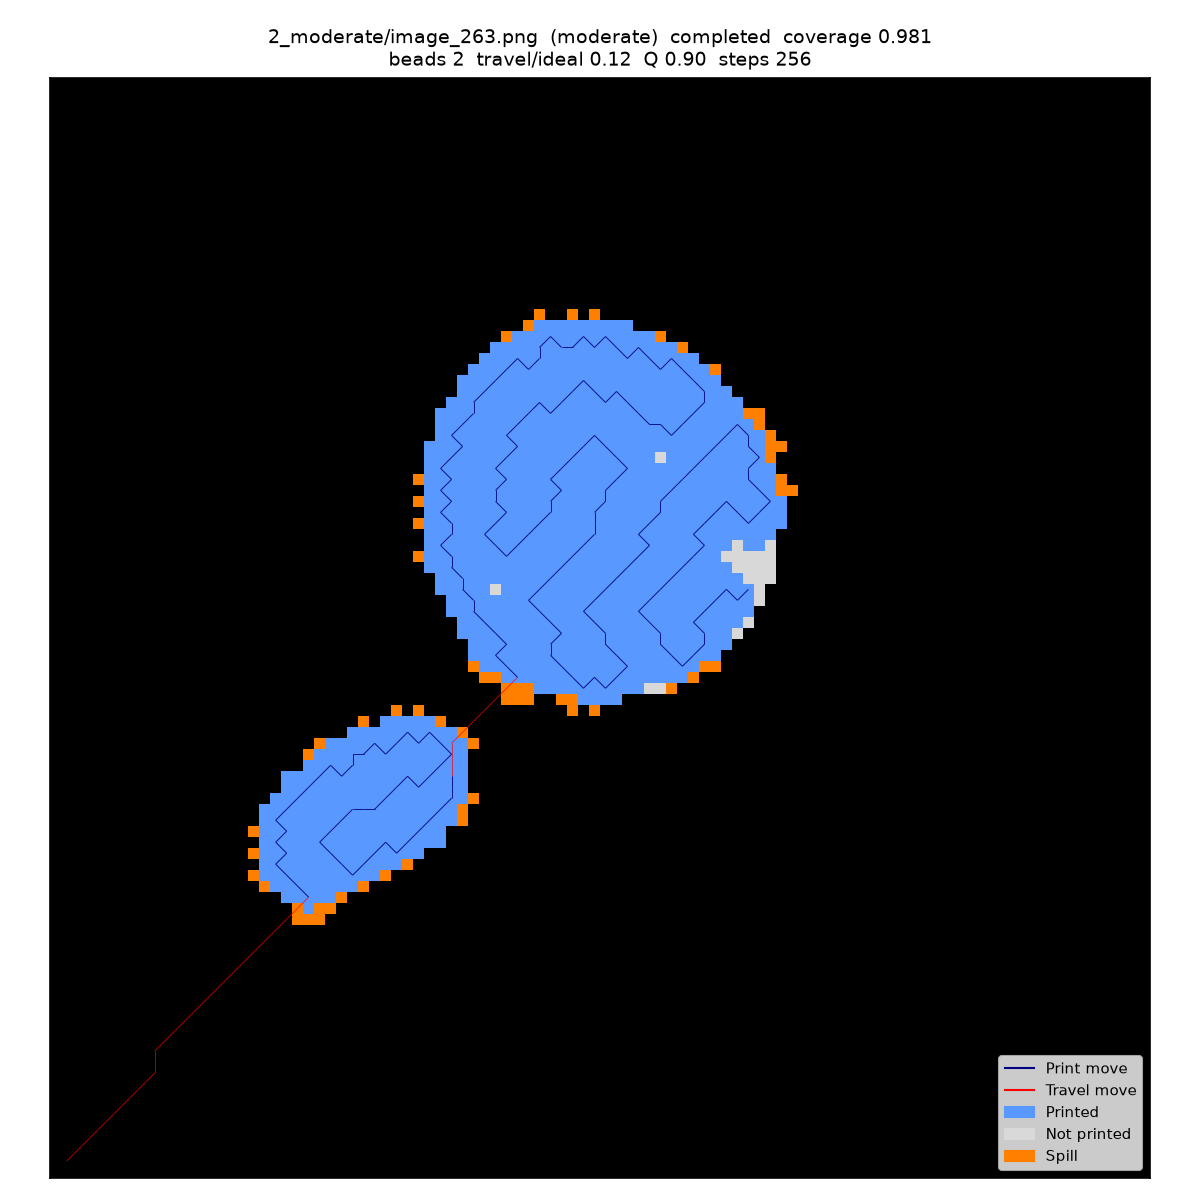 2_moderate/image_263.png  (moderate)  completed  coverage 0.981
beads 2  travel/ideal 0.12  Q 0.90  steps 256
Print move
Travel move
Printed
Not printed
Spill